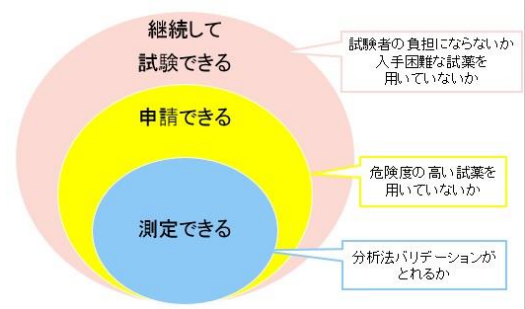 継続して
試験できる
試験者の負担にならないか
入手困難な試薬を
用いていないか
申請できる
危険度の高い試薬を
用いていないか
測定できる
分析法バリデーションが
とれるか